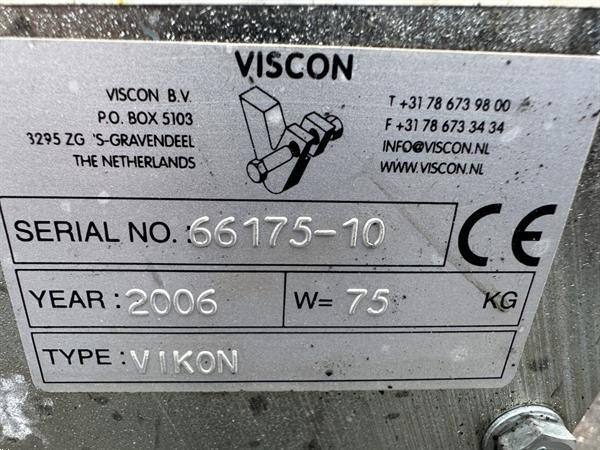 VISCON
VISCON B.V.
P.O. BOX 5103
3295 ZG 'S-GRAVENDEEL
THE NETHERLANDS
T +31 78 673 98 00
F +31 78 673 34 34
INFO@VISCON.NL
WWW.VISCON.NL
SERIAL NO.: 66175-10
CE
YEAR: 2006 W= 75 KG
TYPE: VIKON